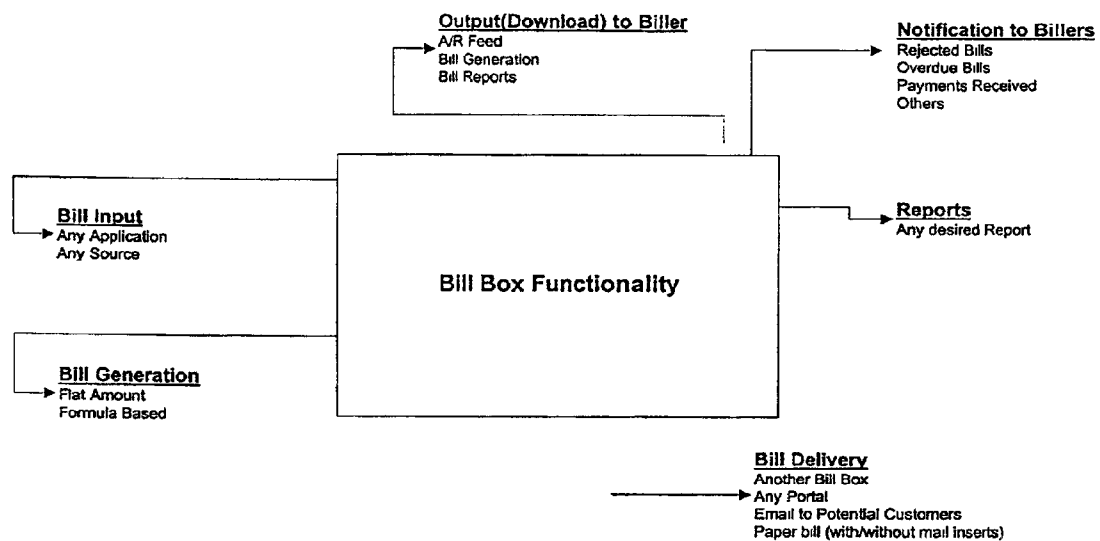 Output(Download) to Biller
A/R Feed
Bill Generation
Bill Reports
Notification to Billers
Rejected Bills
Overdue Bills
Payments Received
Others
Bill Input
Any Application
Any Source
Reports
Any desired Report
Bill Box Functionality
Bill Generation
Flat Amount
Formula Based
Bill Delivery
Another Bill Box
Any Portal
Email to Potential Customers
Paper bill (with/without mail inserts)